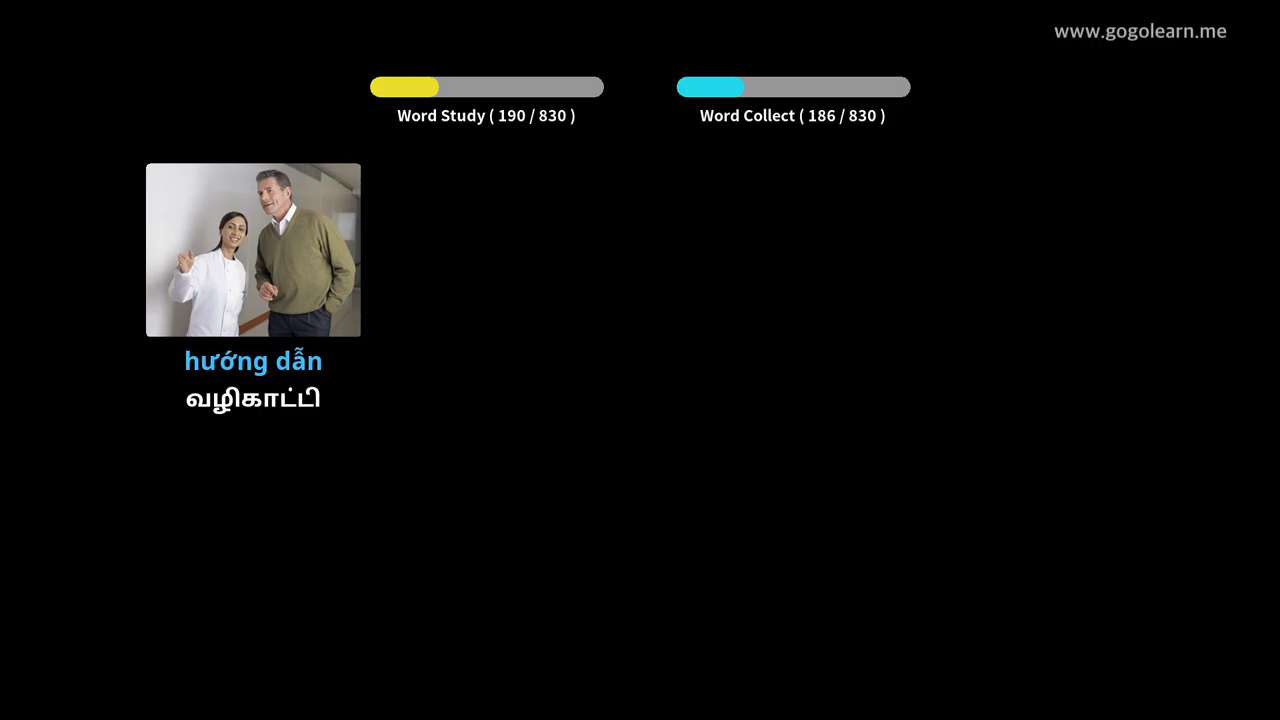 www.gogolearn.me
Word Study ( 190 / 830 )
Word Collect ( 186 / 830 )
hướng dẫn
வழிகாட்டி